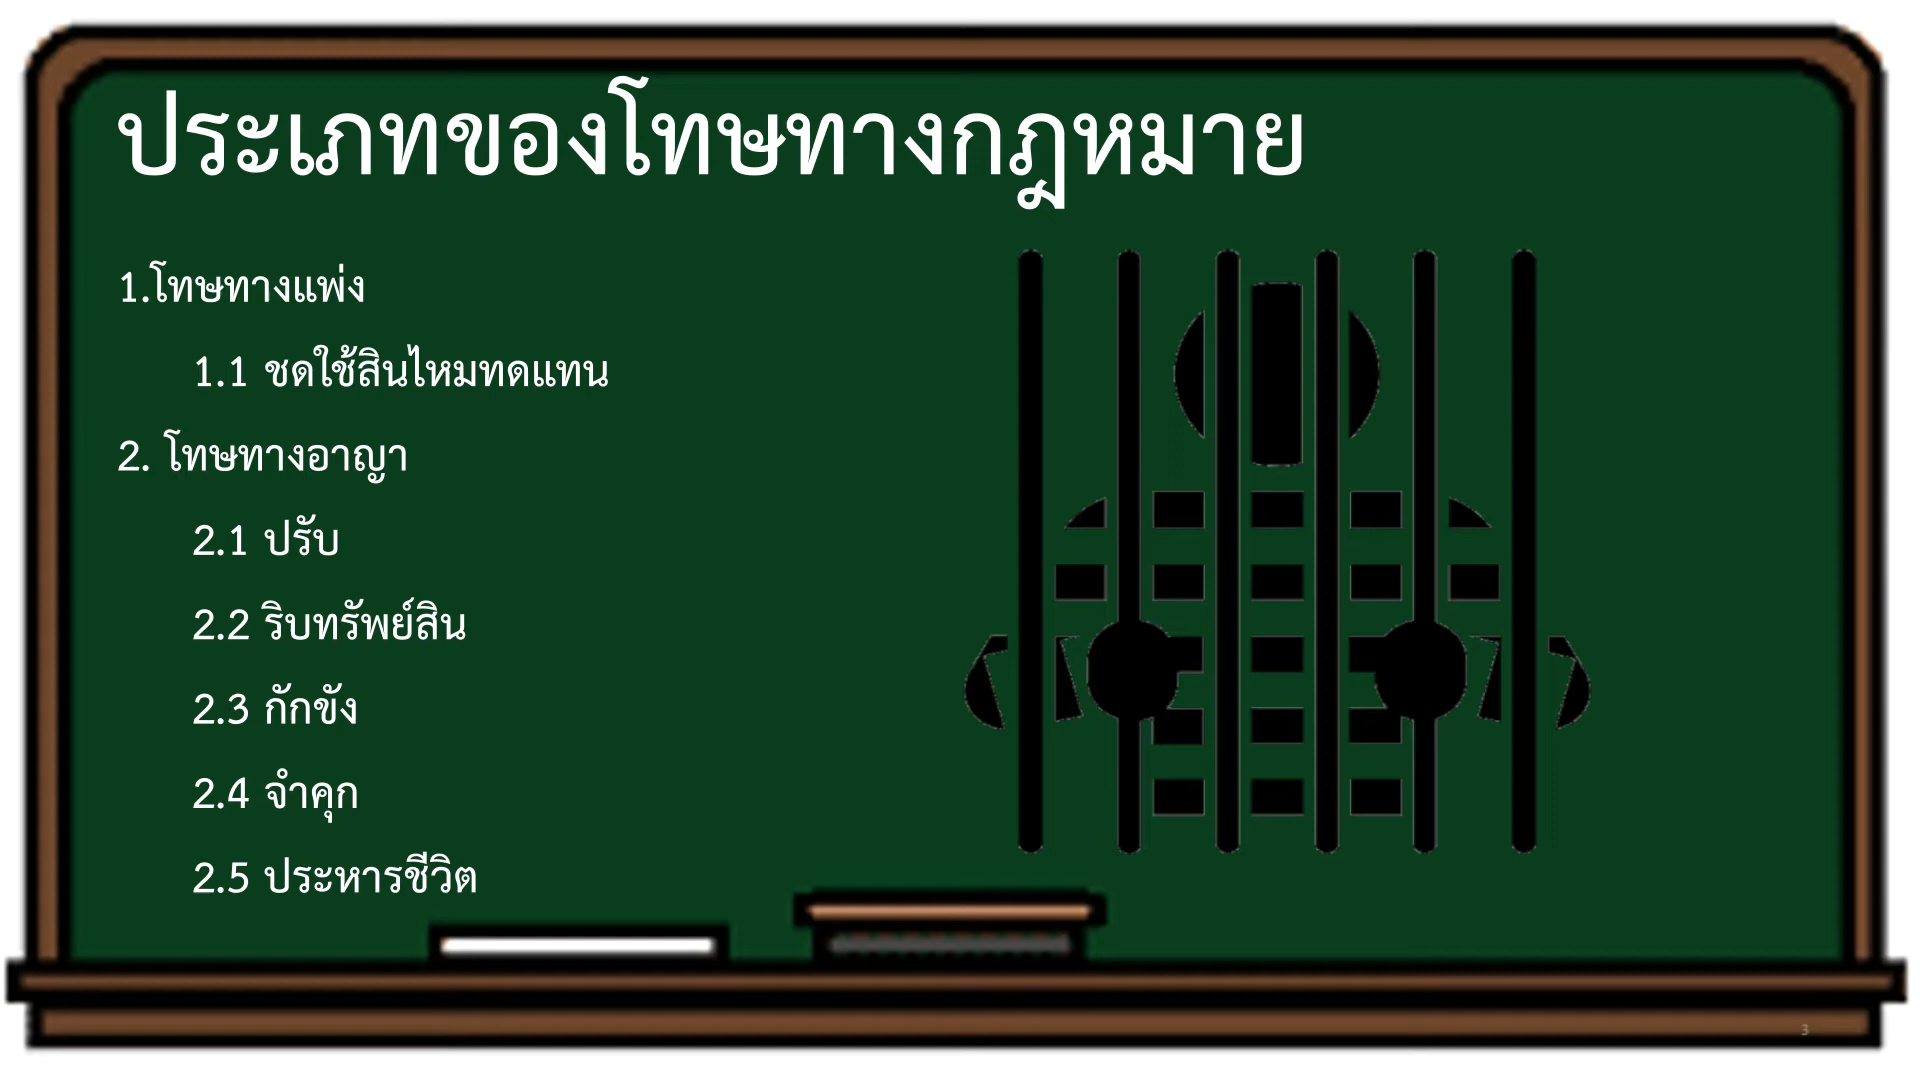 ประเภทของโทษทางกฎหมาย
1.โทษทางแพ่ง
1.1 ชดใช้สินไหมทดแทน
2. โทษทางอาญา
2.1 ปรับ
2.2 ริบทรัพย์สิน
2.3 กักขัง
2.4 จำคุก
2.5 ประหารชีวิต
3